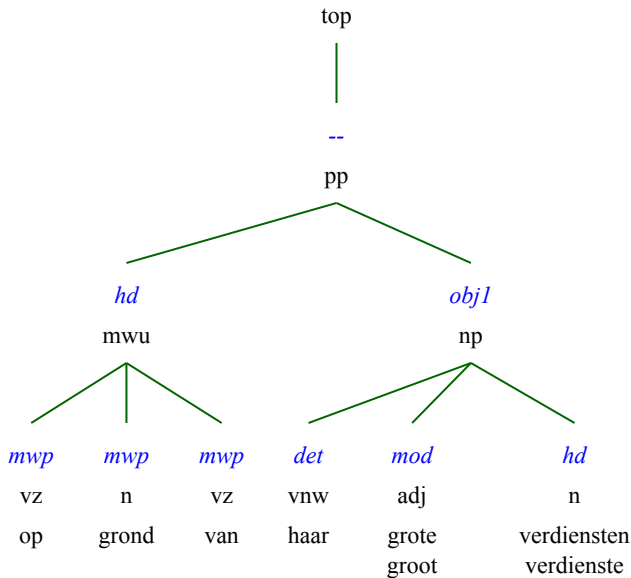 top
--
pp
hd obj1
mwu np
mwp mwp mwp det mod hd
vz n vz vnw adj n
op grond van haar grote verdiensten
groot verdienste